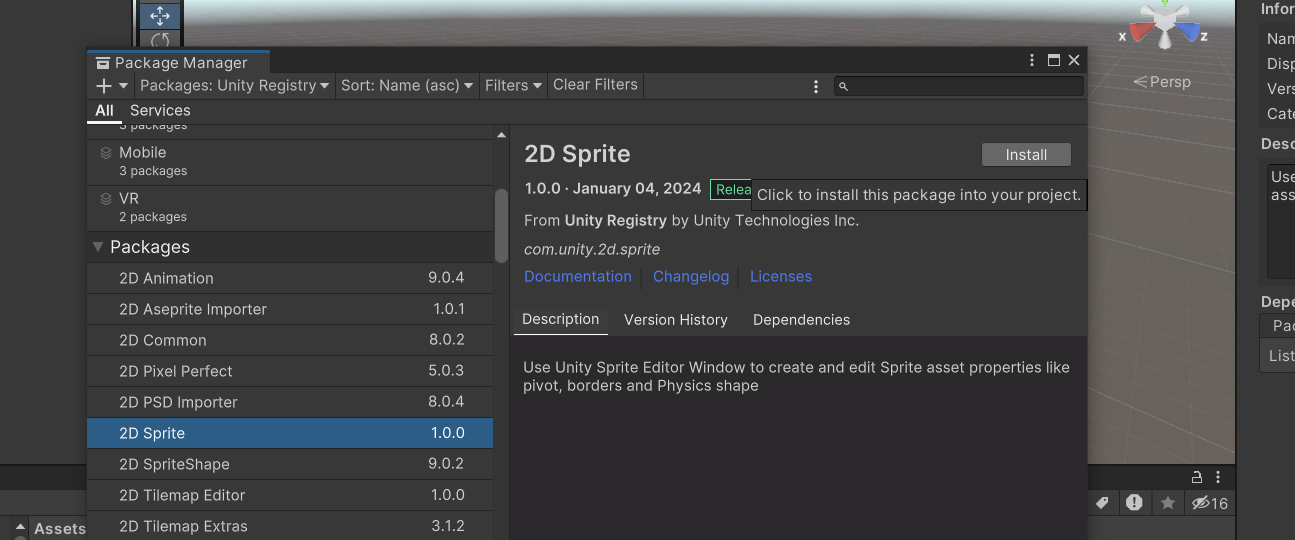 Package Manager
Packages: Unity Registry
Sort: Name (asc)
Filters
Clear Filters
All
Services
3 packages
Mobile
3 packages
VR
2 packages
Packages
2D Animation 9.0.4
2D Aseprite Importer 1.0.1
2D Common 8.0.2
2D Pixel Perfect 5.0.3
2D PSD Importer 8.0.4
2D Sprite 1.0.0
2D SpriteShape 9.0.2
2D Tilemap Editor 1.0.0
2D Tilemap Extras 3.1.2
2D Sprite
Install
1.0.0 · January 04, 2024 Relea
Click to install this package into your project.
From Unity Registry by Unity Technologies Inc.
com.unity.2d.sprite
Documentation
Changelog
Licenses
Description
Version History
Dependencies
Use Unity Sprite Editor Window to create and edit Sprite asset properties like
pivot, borders and Physics shape
x
z
Persp
Infor
Nam
Disp
Vers
Cate
Desc
Use
ass
Depe
Pac
List
16
Assets